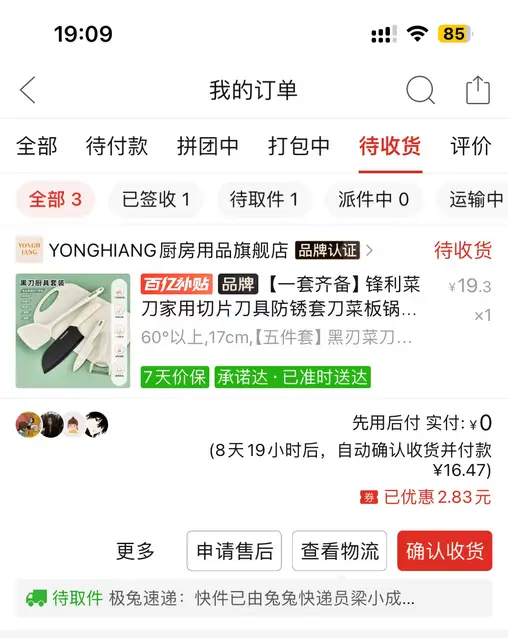 19:09
85
我的订单
全部 待付款 拼团中 打包中 待收货 评价
全部 3 已签收 1 待取件 1 派件中 0 运输中
YONGH
IANG
YONGHIANG厨房用品旗舰店 品牌认证
待收货
黑刀厨具套装
百亿补贴 品牌 【一套齐备】锋利菜
刀家用切片刀具防锈套刀菜板锅...
¥19.3
×1
60°以上,17cm,【五件套】黑刃菜刀...
7天价保 承诺达·已准时送达
先用后付 实付: ¥0
(8天19小时后，自动确认收货并付款
¥16.47)
券 已优惠2.83元
更多 申请售后 查看物流 确认收货
待取件 极兔速递：快件已由兔兔快递员梁小成...